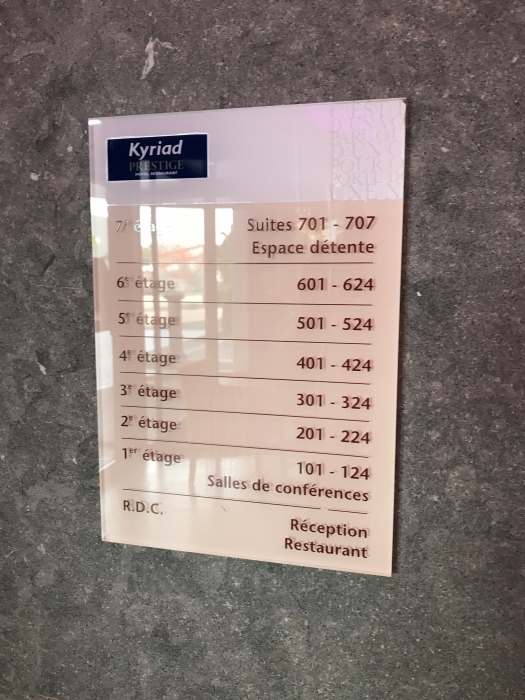 Kyriad
PRESTIGE
HOTEL RESTAURANT
7e étage Suites 701 - 707
Espace détente
6e étage 601 - 624
5e étage 501 - 524
4e étage 401 - 424
3e étage 301 - 324
2e étage 201 - 224
1er étage 101 - 124
Salles de conférences
R.D.C. Réception
Restaurant